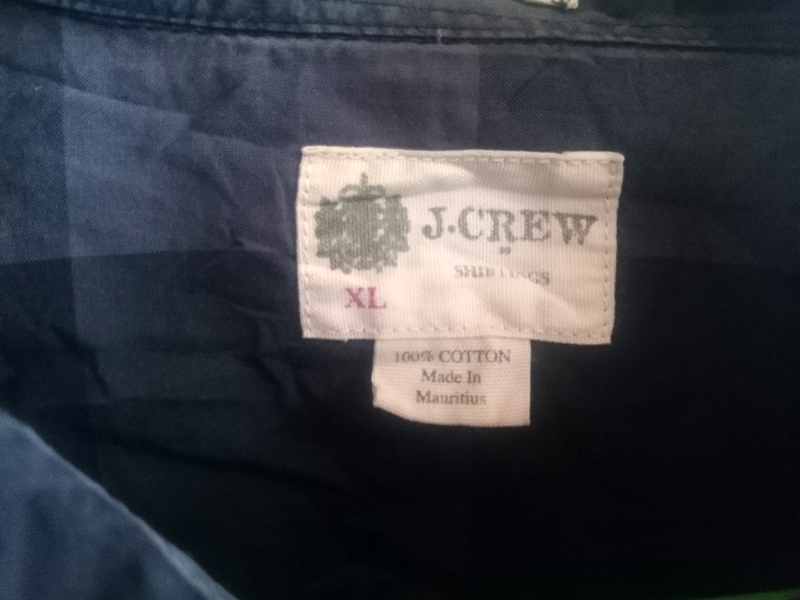 J.CREW
SHIRTINGS
XL
100% COTTON
Made In
Mauritius